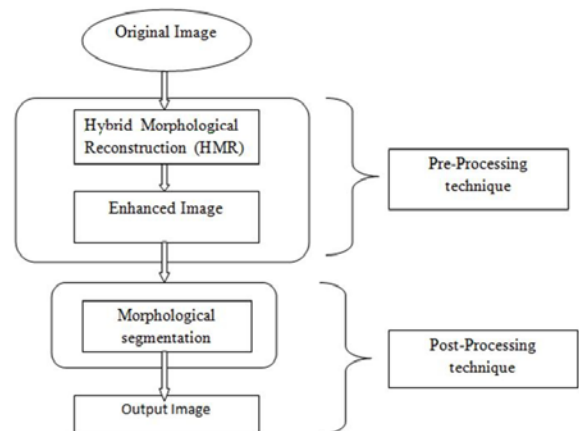 Original Image
Hybrid Morphological
Reconstruction (HMR)
Enhanced Image
Pre-Processing
technique
Morphological
segmentation
Post-Processing
technique
Output Image